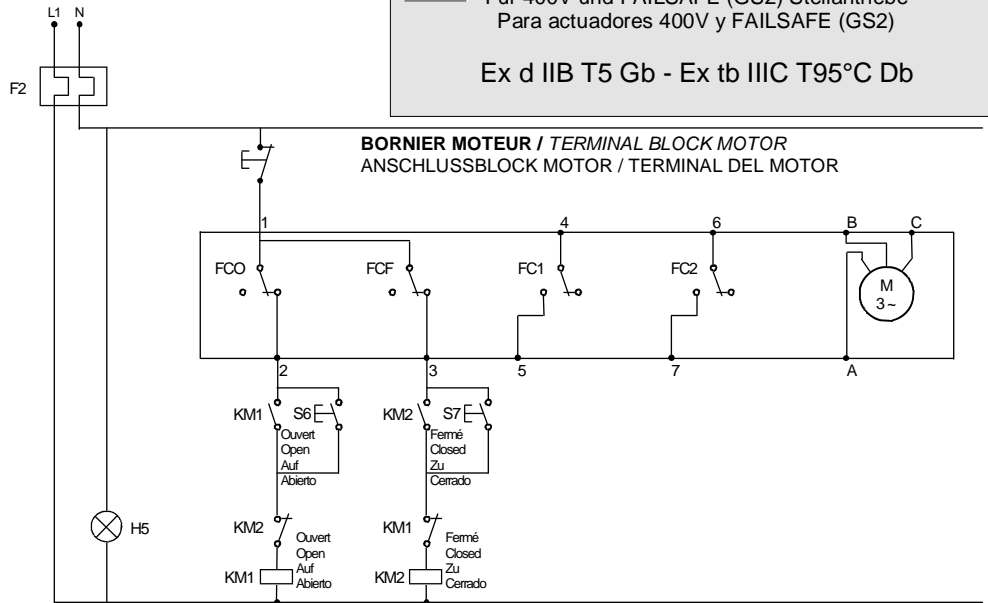 Für 400V und FAILSAFE (GS2) Stellantriebe
Para actuadores 400V y FAILSAFE (GS2)
Ex d IIB T5 Gb - Ex tb IIIC T95°C Db
L1 N
F2
BORNIER MOTEUR / TERMINAL BLOCK MOTOR
ANSCHLUSSBLOCK MOTOR / TERMINAL DEL MOTOR
1 4 6 B C
FCO FCF FC1 FC2
M
3~
2 3 5 7 A
KM1 S6 KM2 S7
Ouvert
Open
Auf
Abierto
Fermé
Closed
Zu
Cerrado
H5
KM2 KM1
Ouvert
Open
Auf
Abierto
Fermé
Closed
Zu
Cerrado
KM1 KM2